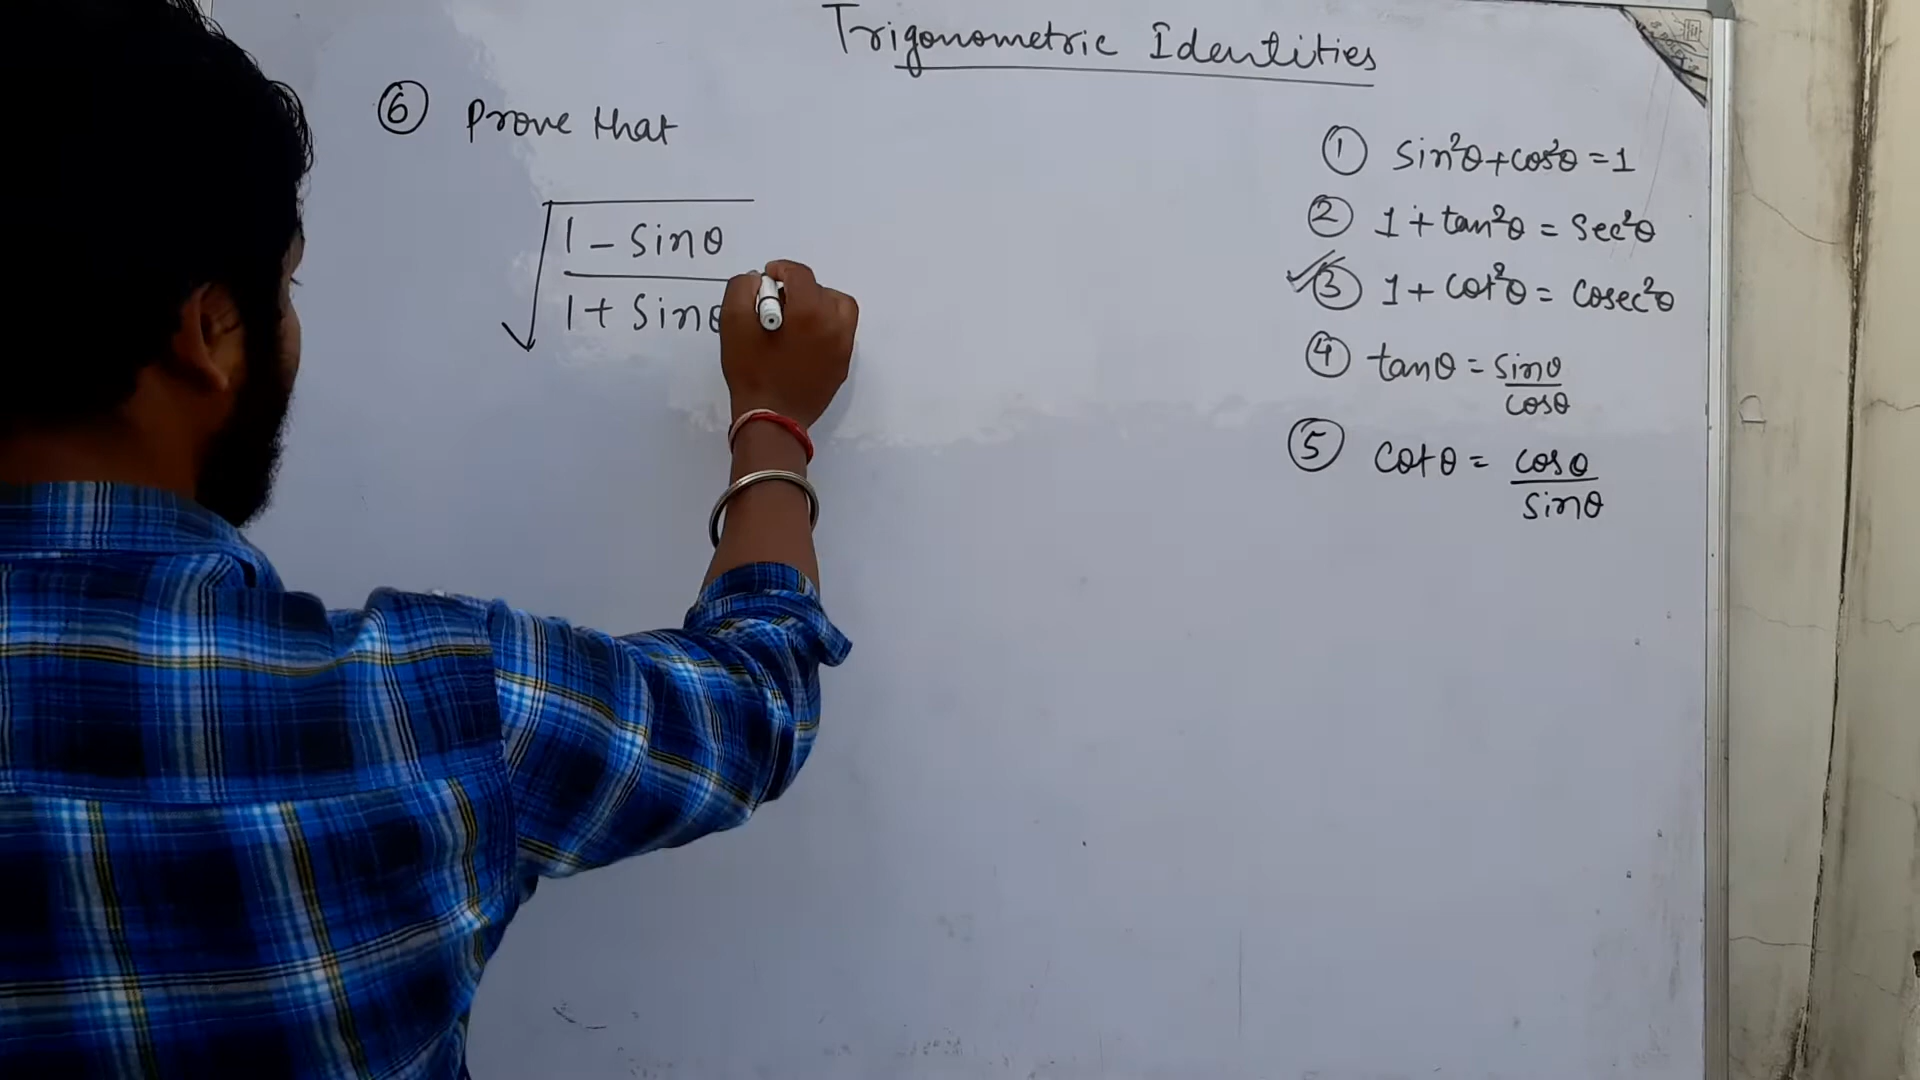 Trigonometric Identities
⑥ Prove that
√(1 - sinθ / 1 + sinθ
① sin²θ + cos²θ = 1
② 1 + tan²θ = sec²θ
✓③ 1 + cot²θ = cosec²θ
④ tanθ = sinθ / cosθ
⑤ cotθ = cosθ / sinθ